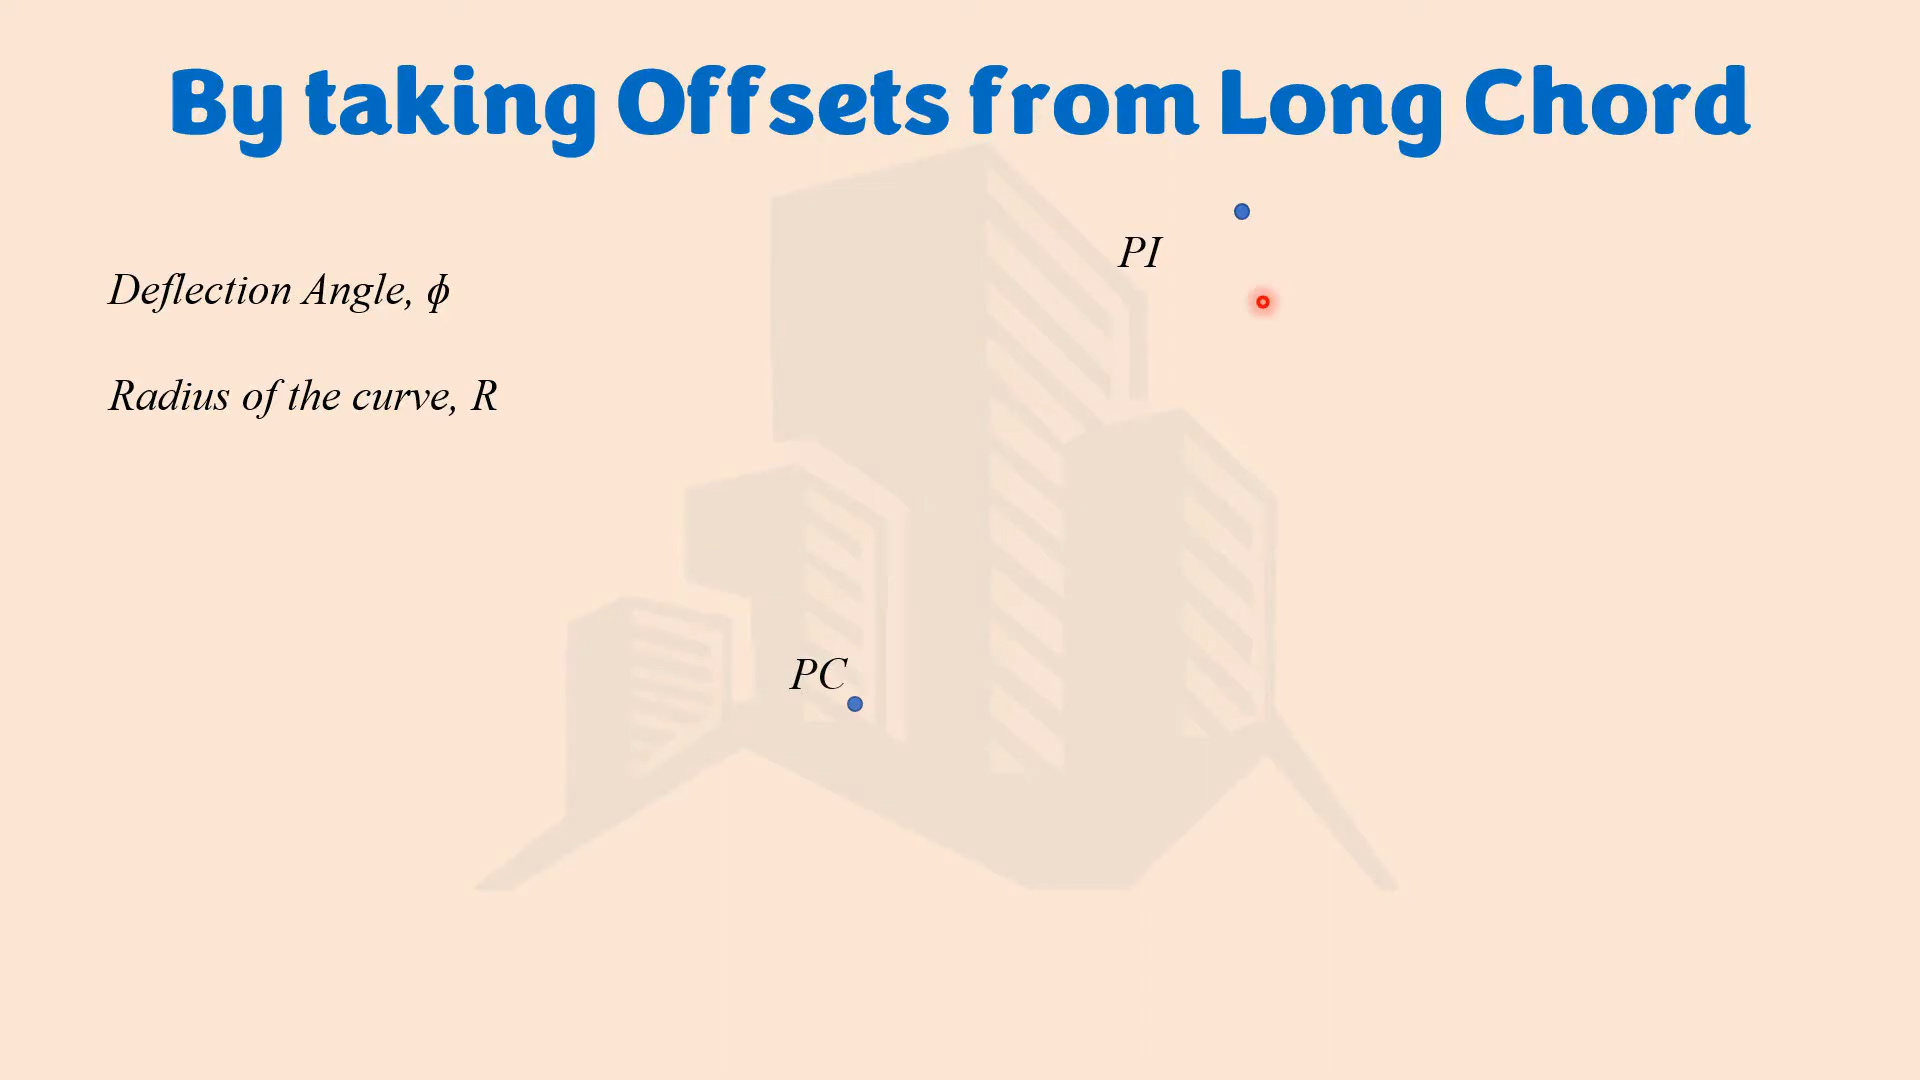 By taking Offsets from Long Chord
PI
Deflection Angle, ϕ
Radius of the curve, R
PC